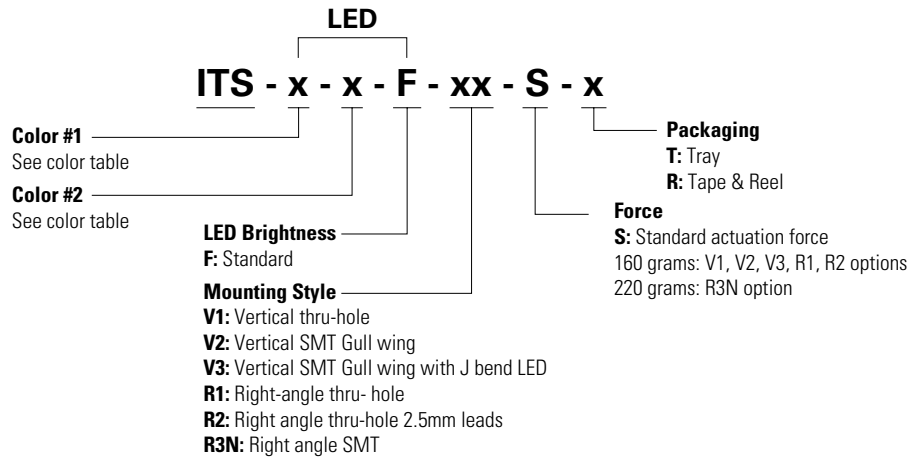 LED
ITS - x - x - F - xx - S - x
Color #1
See color table
Color #2
See color table
LED Brightness
F: Standard
Mounting Style
V1: Vertical thru-hole
V2: Vertical SMT Gull wing
V3: Vertical SMT Gull wing with J bend LED
R1: Right-angle thru- hole
R2: Right angle thru-hole 2.5mm leads
R3N: Right angle SMT
Packaging
T: Tray
R: Tape & Reel
Force
S: Standard actuation force
160 grams: V1, V2, V3, R1, R2 options
220 grams: R3N option